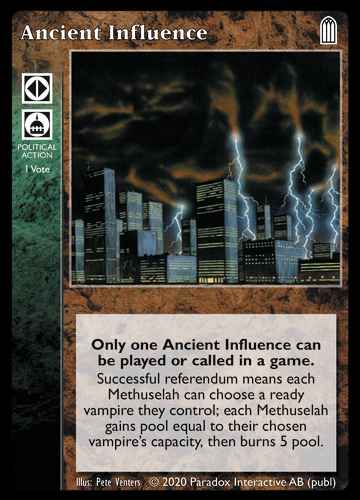 Ancient Influence
POLITICAL
ACTION
1 Vote
Only one Ancient Influence can
be played or called in a game.
Successful referendum means each
Methuselah can choose a ready
vampire they control; each Methuselah
gains pool equal to their chosen
vampire's capacity, then burns 5 pool.
Illus: Pete Venters © 2020 Paradox Interactive AB (publ)